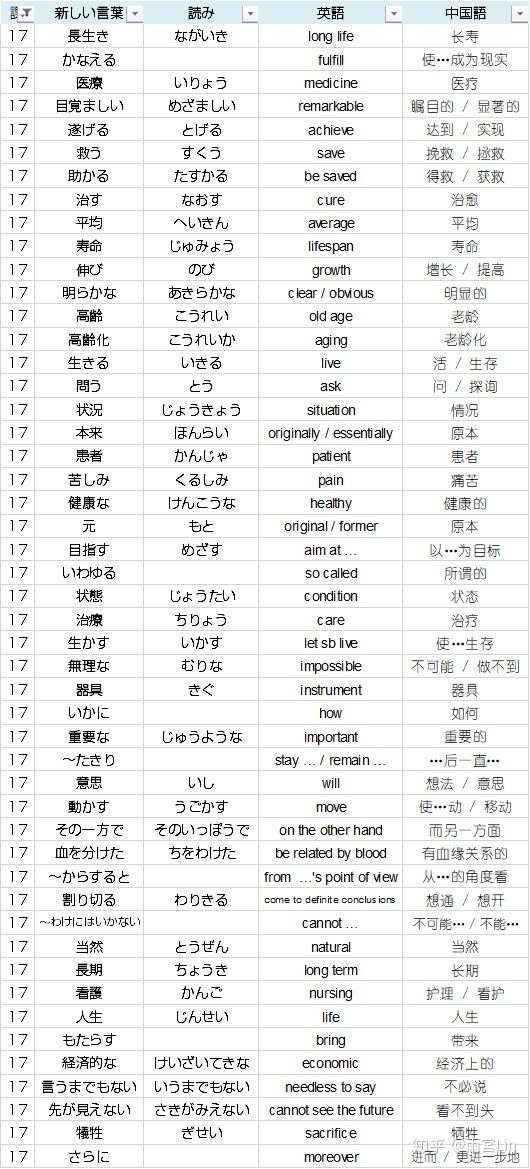 課 新しい言葉 読み 英語 中国語
17 長生き ながいき long life 长寿
17 かなえる fulfill 使…成为现实
17 医療 いりょう medicine 医疗
17 目覚ましい めざましい remarkable 瞩目的 / 显著的
17 遂げる とげる achieve 达到 / 实现
17 救う すくう save 挽救 / 拯救
17 助かる たすかる be saved 得救 / 获救
17 治す なおす cure 治愈
17 平均 へいきん average 平均
17 寿命 じゅみょう lifespan 寿命
17 伸び のび growth 增长 / 提高
17 明らかな あきらかな clear / obvious 明显的
17 高齢 こうれい old age 老龄
17 高齢化 こうれいか aging 老龄化
17 生きる いきる live 活 / 生存
17 問う とう ask 问 / 探询
17 状況 じょうきょう situation 情况
17 本来 ほんらい originally / essentially 原本
17 患者 かんじゃ patient 患者
17 苦しみ くるしみ pain 痛苦
17 健康な けんこうな healthy 健康的
17 元 もと original / former 原本
17 目指す めざす aim at … 以…为目标
17 いわゆる so called 所谓的
17 状態 じょうたい condition 状态
17 治療 ちりょう care 治疗
17 生かす いかす let sb live 使…生存
17 無理な むりな impossible 不可能 / 做不到
17 器具 きぐ instrument 器具
17 いかに how 如何
17 重要な じゅうような important 重要的
17 ～たきり stay … / remain … …后一直…
17 意思 いし will 想法 / 意思
17 動かす うごかす move 使…动 / 移动
17 その一方で そのいっぽうで on the other hand 而另一方面
17 血を分けた ちをわけた be related by blood 有血缘关系的
17 ～からすると from …'s point of view 从…的角度看
17 割り切る わりきる come to definite conclusions 想通 / 想开
17 ～わけにはいかない cannot … 不可能… / 不能…
17 当然 とうぜん natural 当然
17 長期 ちょうき long term 长期
17 看護 かんご nursing 护理 / 看护
17 人生 じんせい life 人生
17 もたらす bring 带来
17 経済的な けいざいてきな economic 经济上的
17 言うまでもない いうまでもない needless to say 不必说
17 先が見えない さきがみえない cannot see the future 看不到头
17 犠牲 ぎせい sacrifice 牺牲
17 さらに moreover 进而 / 更进一步地
知乎